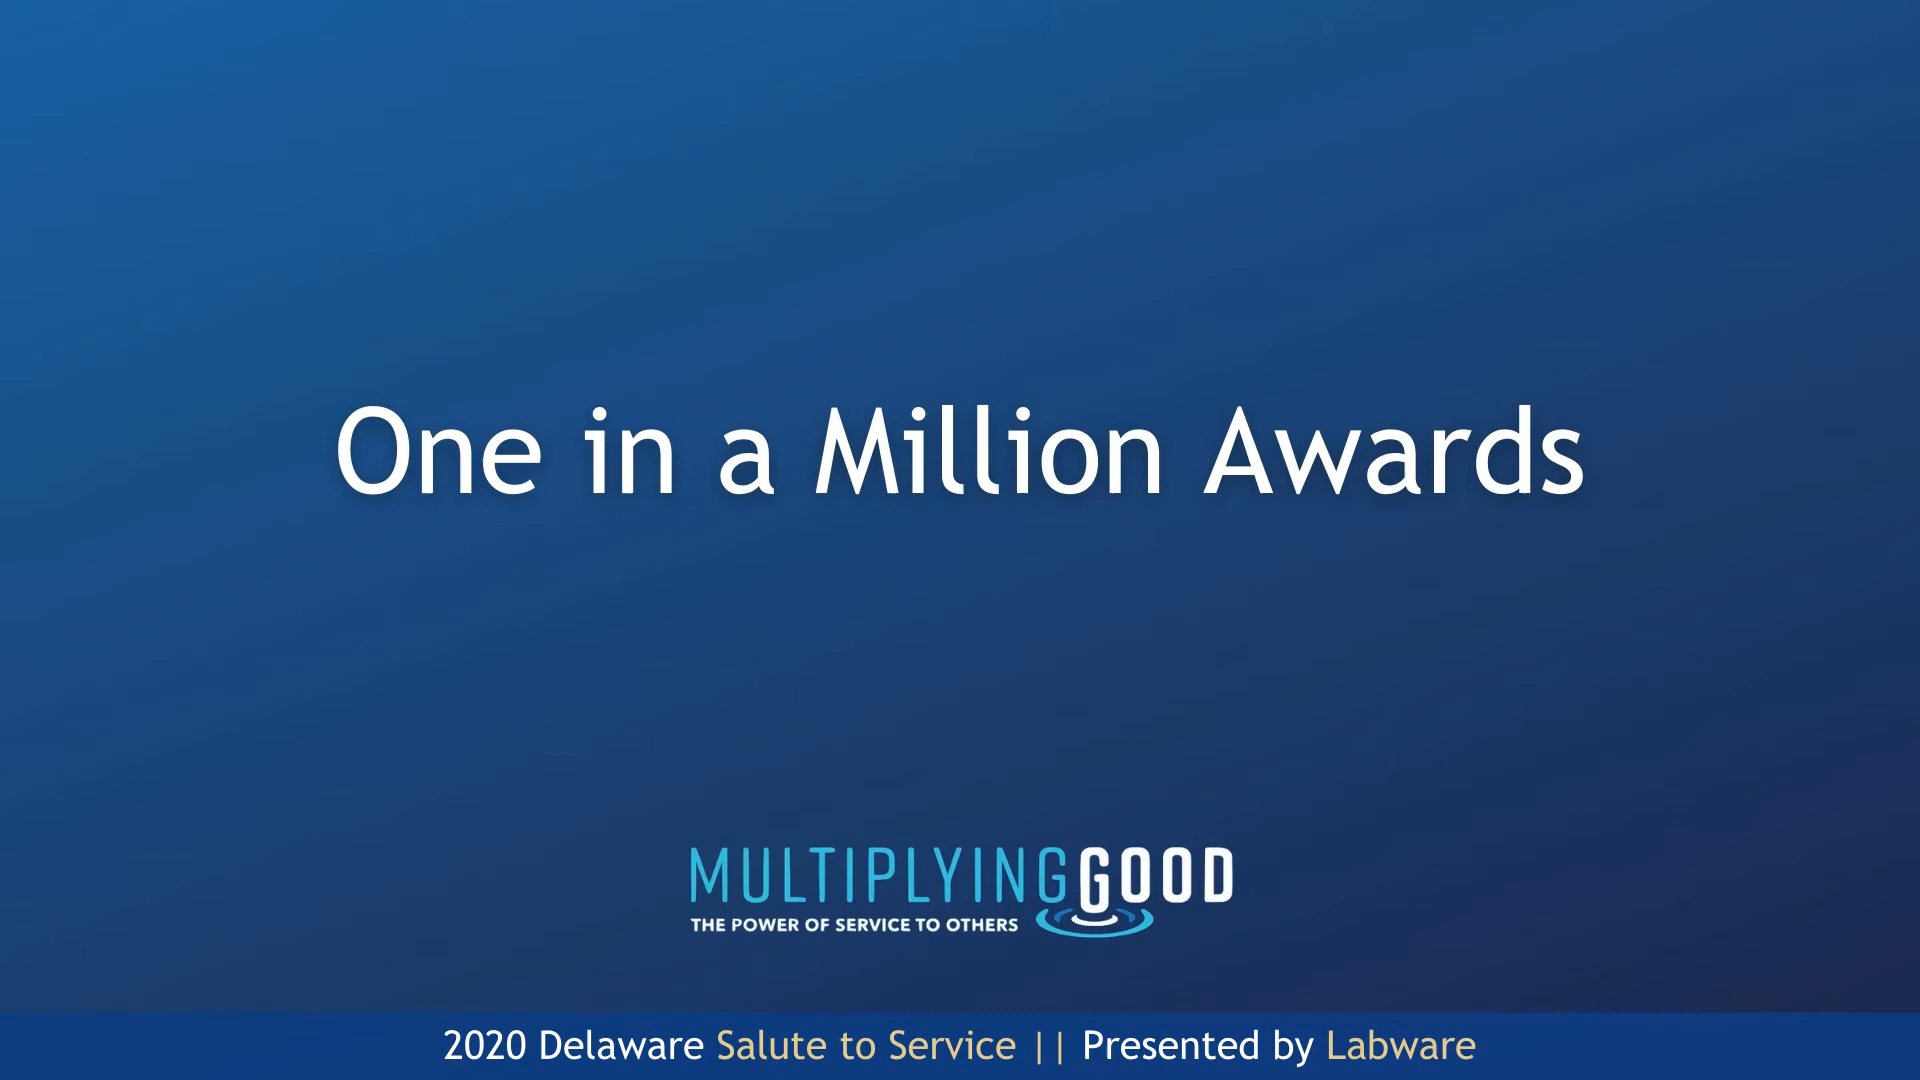 One in a Million Awards
MULTIPLYINGGOOD
THE POWER OF SERVICE TO OTHERS
2020 Delaware Salute to Service || Presented by Labware